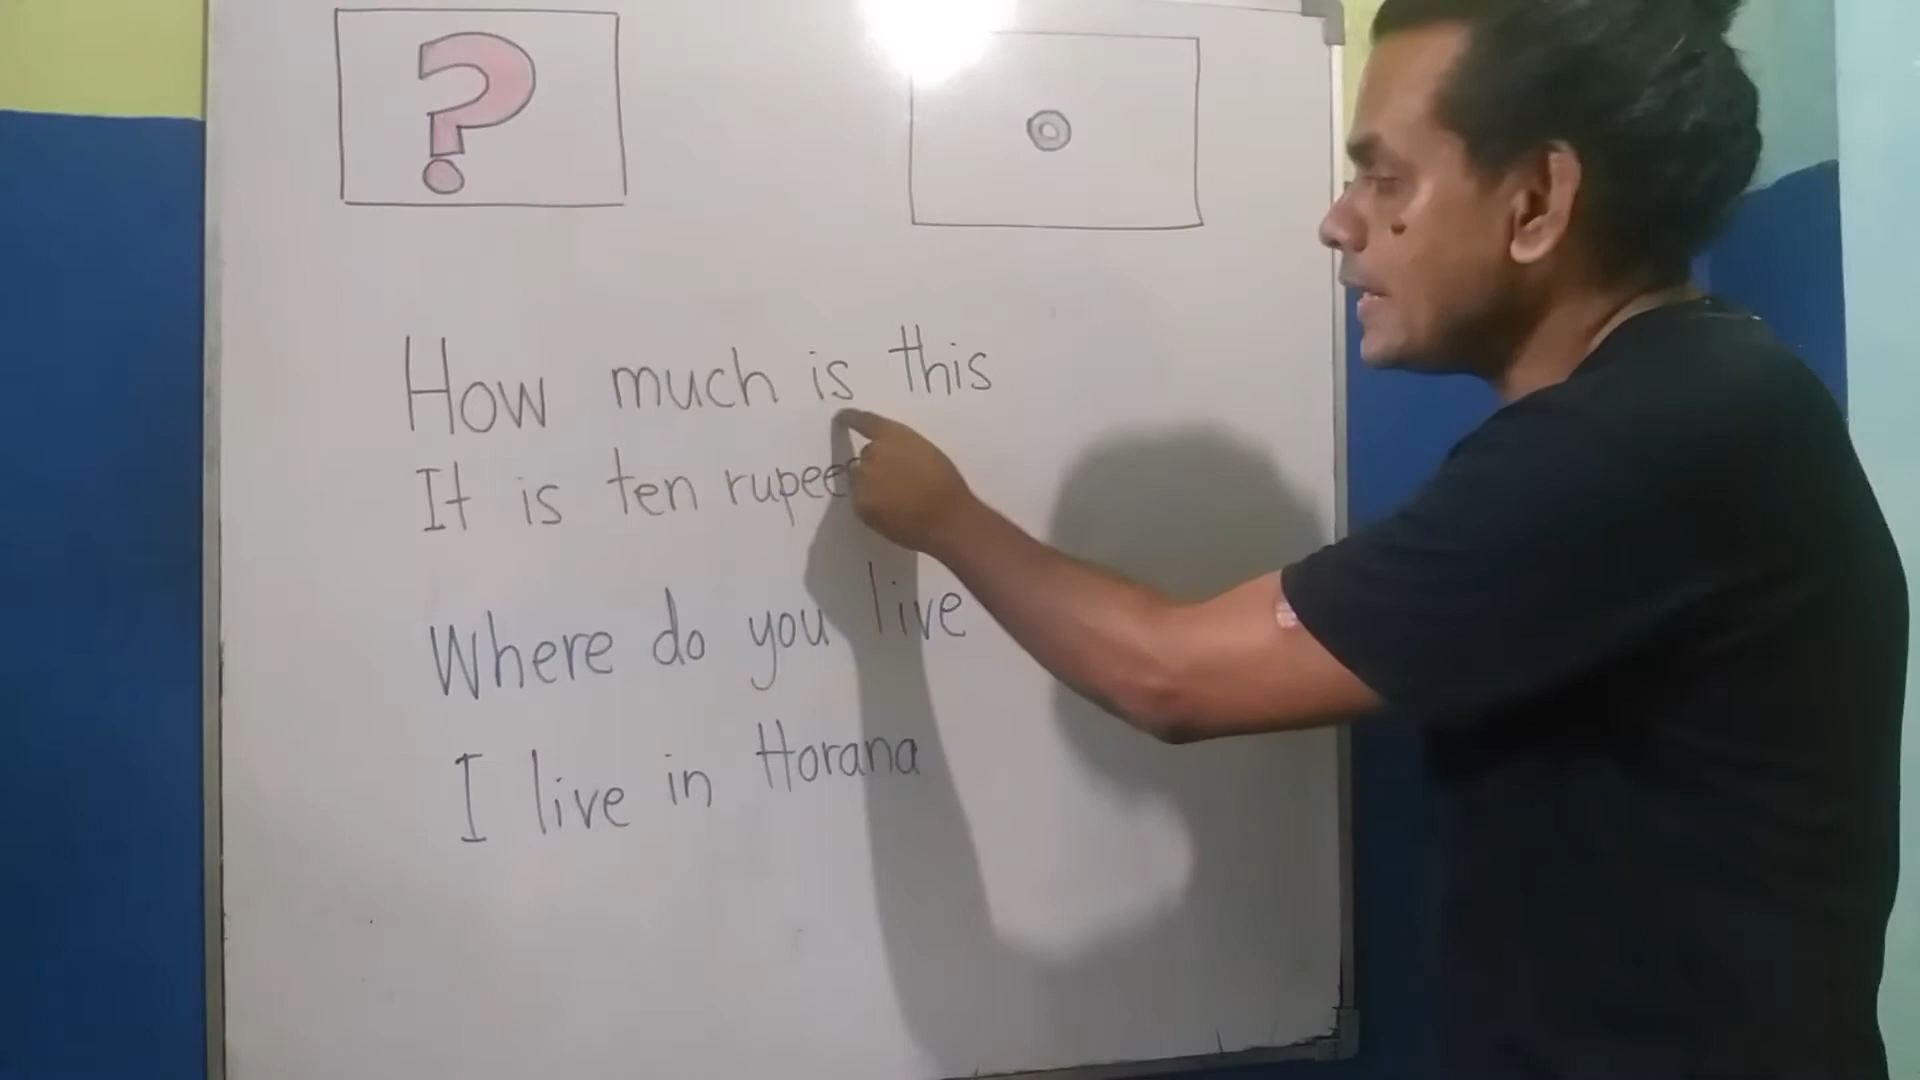 ?
How much is this
It is ten rupees
Where do you live
I live in Horana